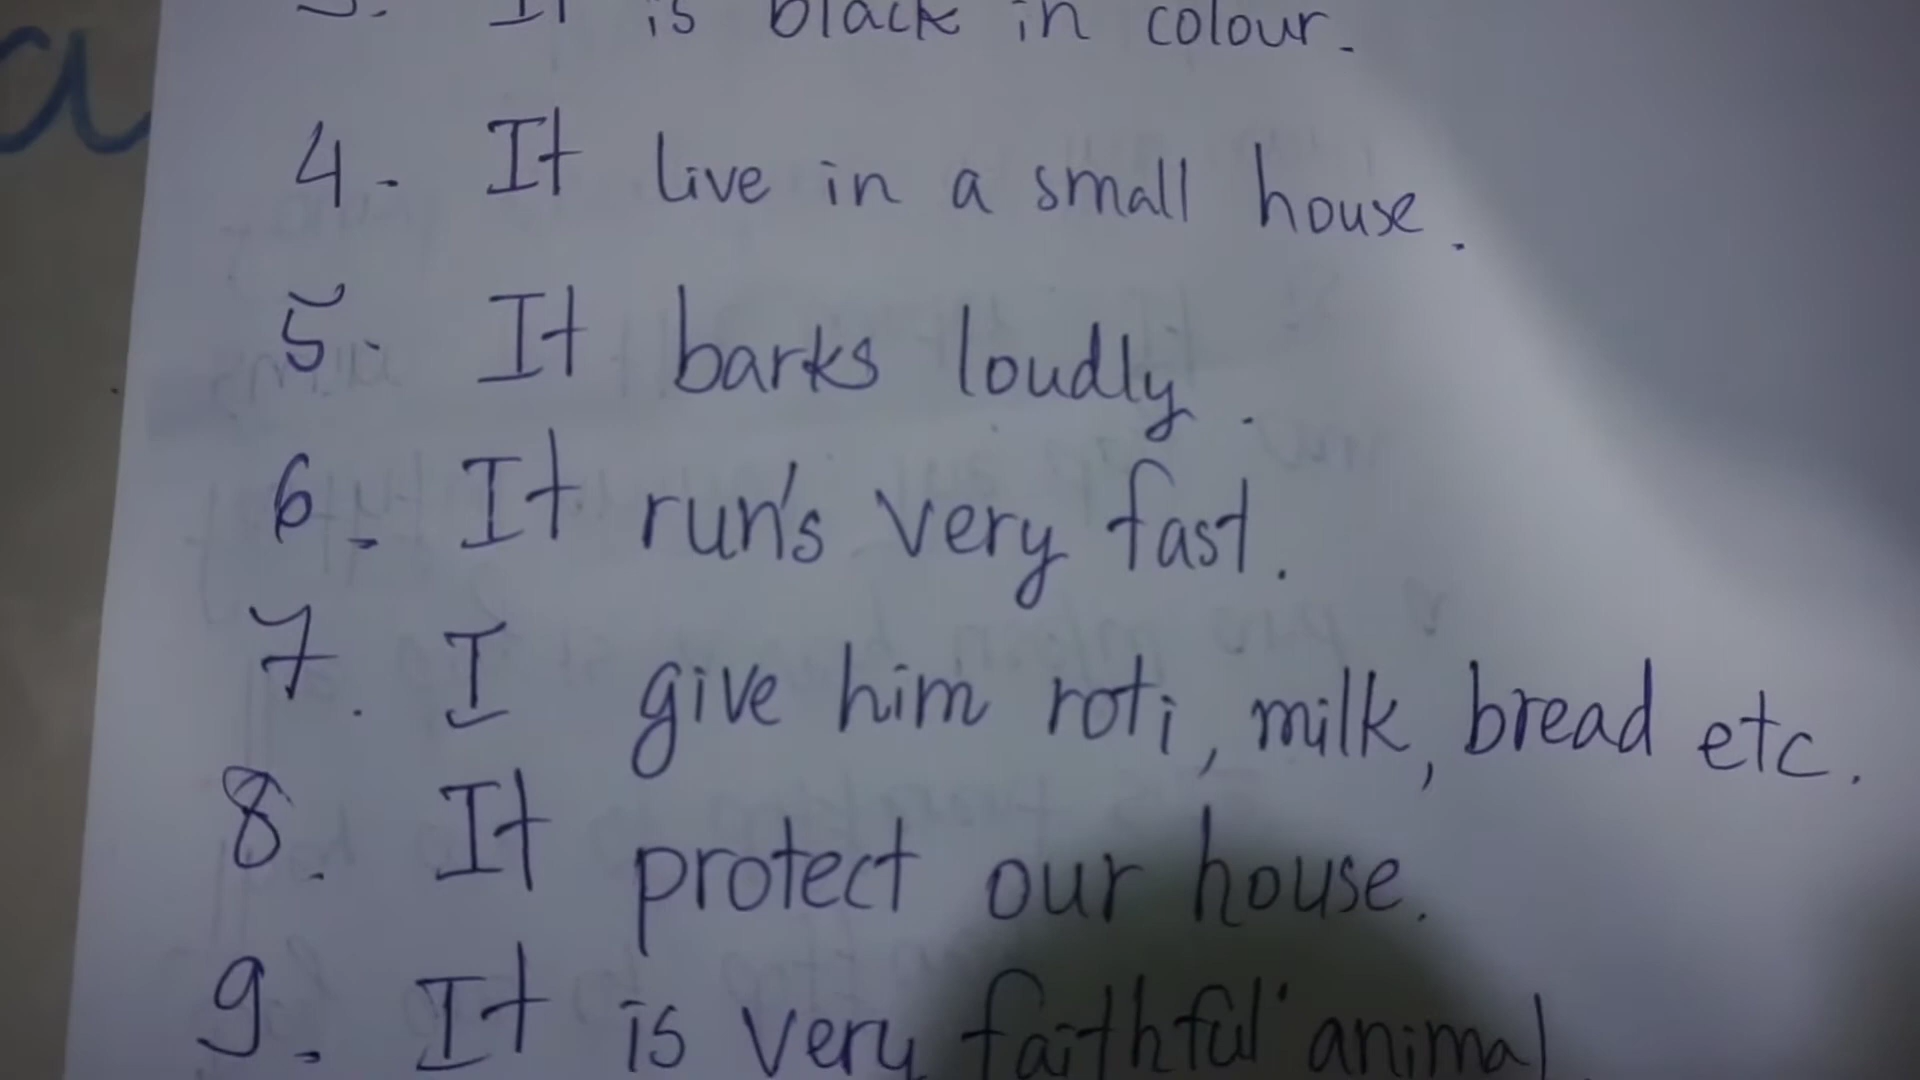 3. It is black in colour.
4. It live in a small house.
5. It barks loudly.
6. It run's very fast.
7. I give him roti, milk, bread etc.
8. It protect our house.
9. It is very faithful animal